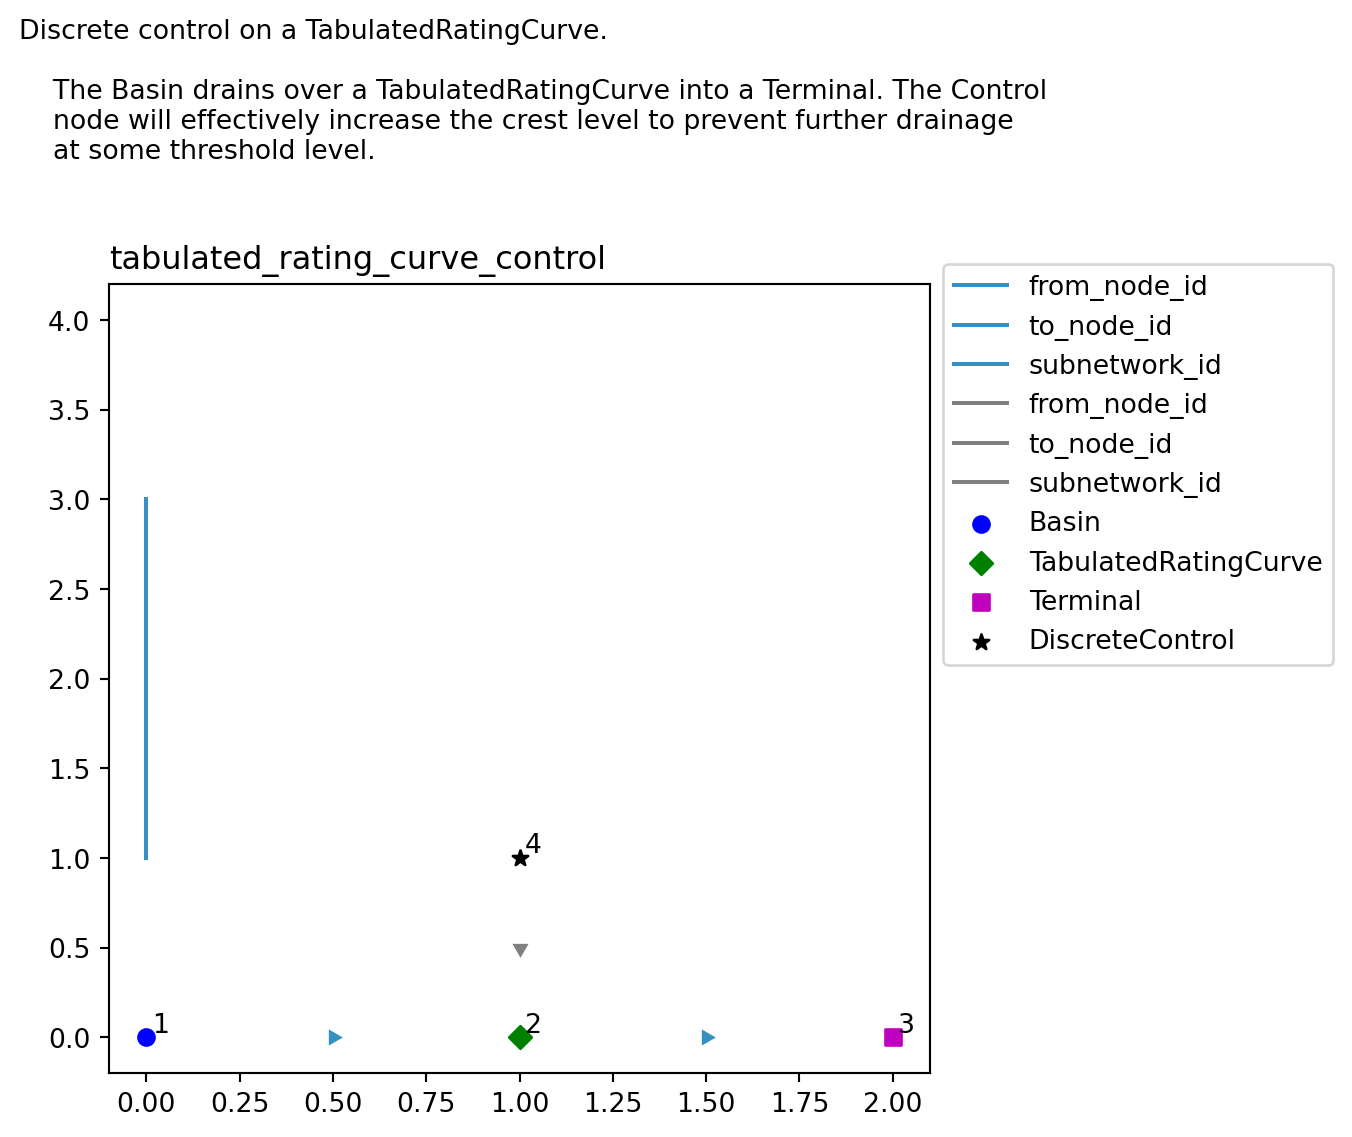 Discrete control on a TabulatedRatingCurve.
The Basin drains over a TabulatedRatingCurve into a Terminal. The Control
node will effectively increase the crest level to prevent further drainage
at some threshold level.
tabulated_rating_curve_control
from_node_id
to_node_id
subnetwork_id
from_node_id
to_node_id
subnetwork_id
Basin
TabulatedRatingCurve
Terminal
DiscreteControl
4.0
3.5
3.0
2.5
2.0
1.5
1.0
0.5
0.0
4
1
2
3
0.00 0.25 0.50 0.75 1.00 1.25 1.50 1.75 2.00